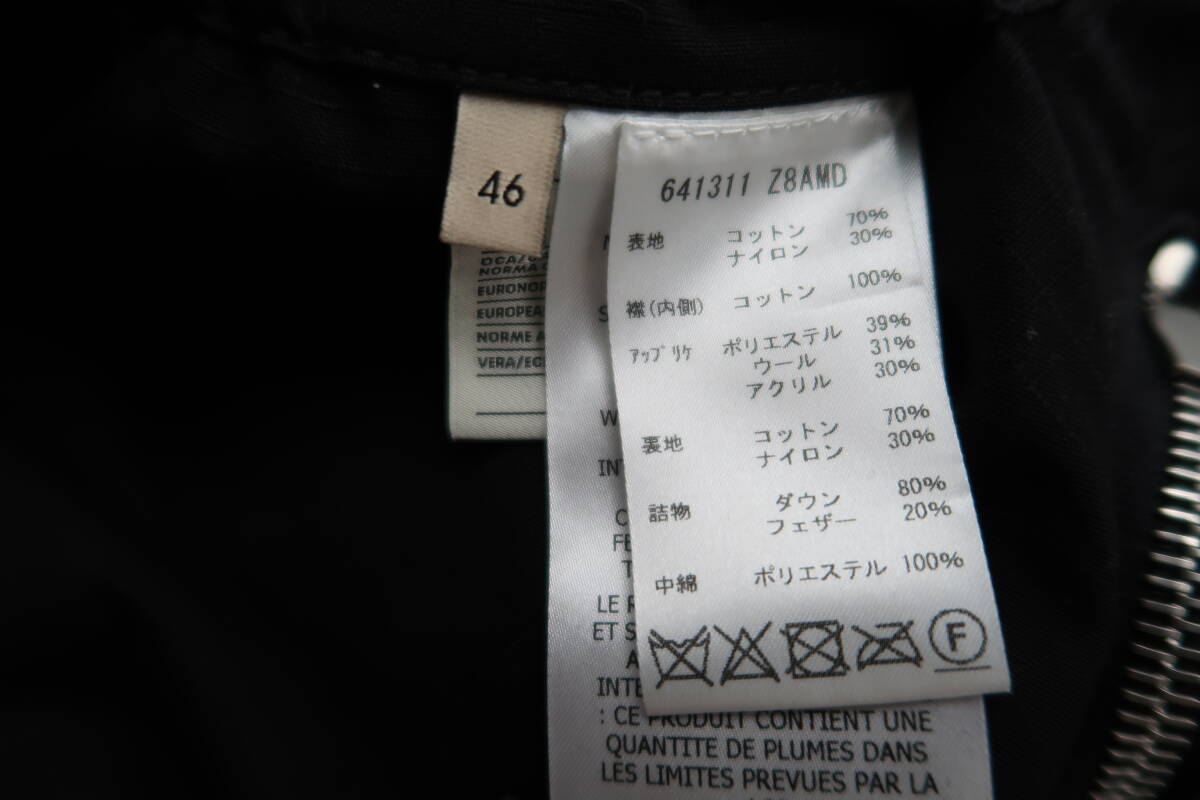 46
DCA/
NORMA
EURONOR
EUROPEA
NORME A
VERA/EC
641311 Z8AMD
表地 コットン 70%
ナイロン 30%
襟(内側) コットン 100%
アップリケ ポリエステル 39%
ウール 31%
アクリル 30%
裏地 コットン 70%
ナイロン 30%
詰物 ダウン 80%
フェザー 20%
中綿 ポリエステル 100%
F
W
INT
C
FE
T
LE R
ET S
A
INTE
: CE PRODUIT CONTIENT UNE
QUANTITE DE PLUMES DANS
LES LIMITES PREVUES PAR LA